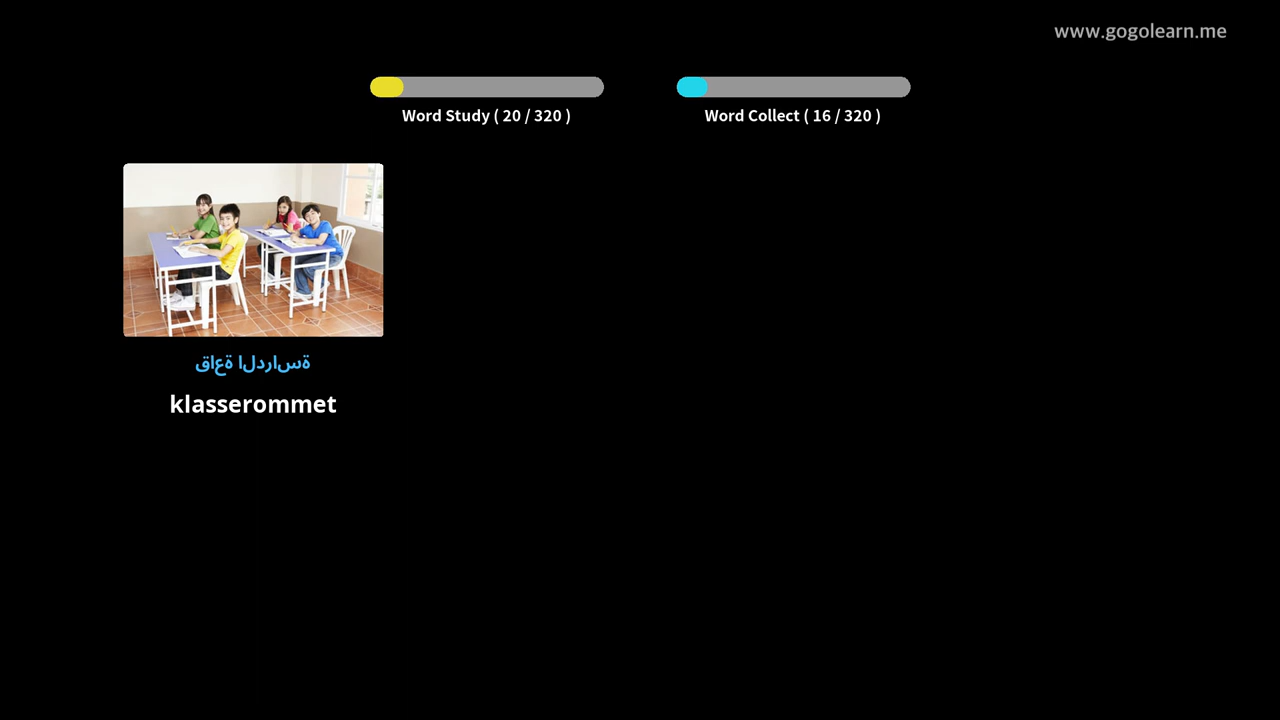 www.gogolearn.me
Word Study ( 20 / 320 )
Word Collect ( 16 / 320 )
قاعة الدراسة
klasserommet